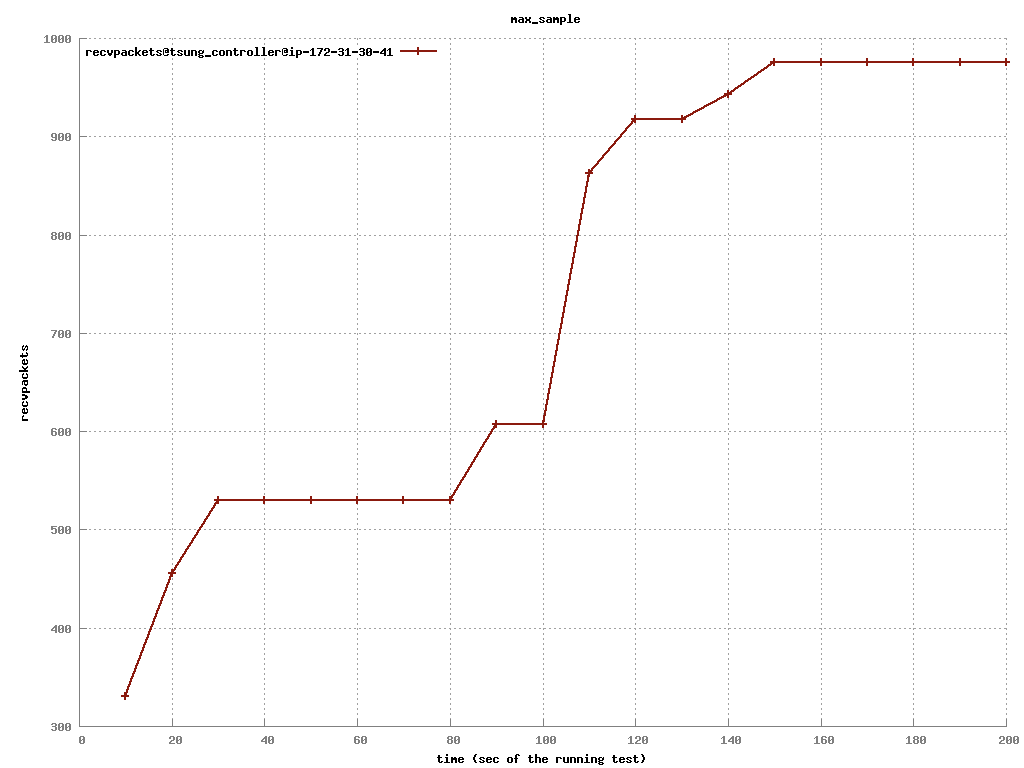 max_sample
1000
recvpackets@tsung_controller@ip-172-31-30-41
900
800
700
600
500
400
300
recvpackets
0 20 40 60 80 100 120 140 160 180 200
time (sec of the running test)